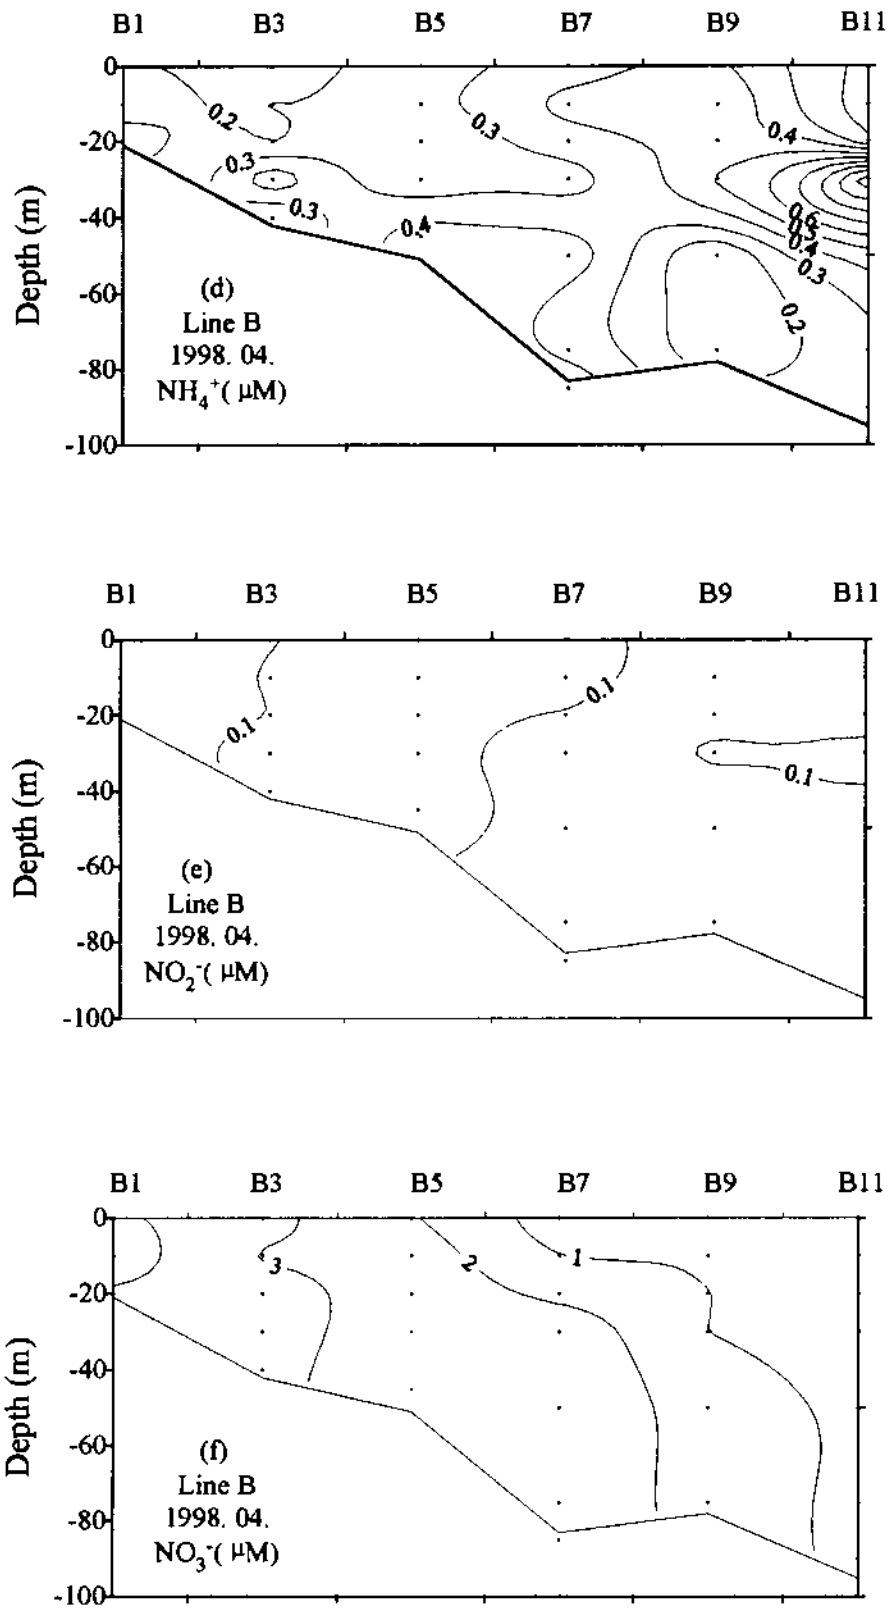 B1 B3 B5 B7 B9 B11
0
-20
-40
-60
-80
-100
Depth (m)
0.2
0.3
0.3
0.4
0.3
0.4
0.6
0.5
0.4
0.3
0.2
(d)
Line B
1998. 04.
NH₄⁺( μM)
B1 B3 B5 B7 B9 B11
0
-20
-40
-60
-80
-100
Depth (m)
0.1
0.1
0.1
(e)
Line B
1998. 04.
NO₂⁻( μM)
B1 B3 B5 B7 B9 B11
0
-20
-40
-60
-80
-100
Depth (m)
3
2
1
(f)
Line B
1998. 04.
NO₃⁻( μM)